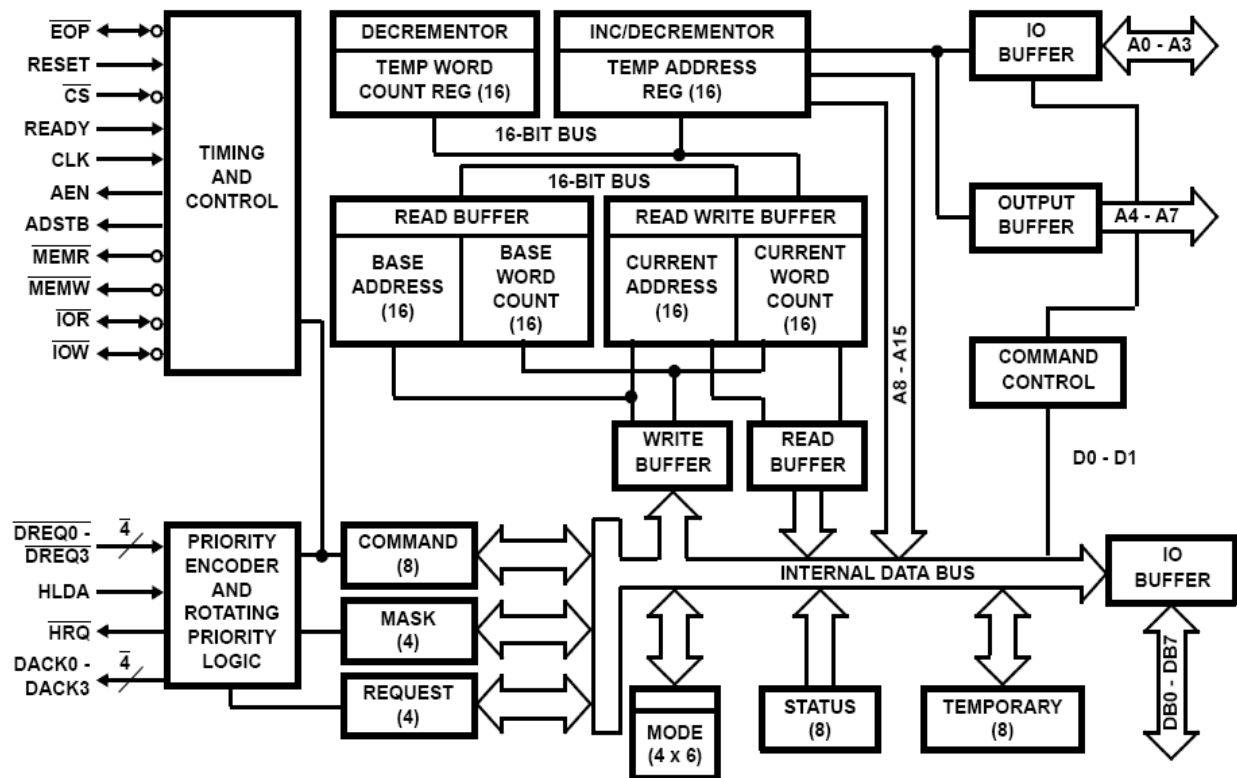 EOP
RESET
CS
READY
CLK
AEN
ADSTB
MEMR
MEMW
IOR
IOW
TIMING
AND
CONTROL
DECREMENTOR
TEMP WORD
COUNT REG (16)
INC/DECREMENTOR
TEMP ADDRESS
REG (16)
IO
BUFFER
A0 - A3
16-BIT BUS
16-BIT BUS
READ BUFFER
BASE
ADDRESS
(16)
BASE
WORD
COUNT
(16)
READ WRITE BUFFER
CURRENT
ADDRESS
(16)
CURRENT
WORD
COUNT
(16)
OUTPUT
BUFFER
A4 - A7
A8 - A15
COMMAND
CONTROL
WRITE
BUFFER
READ
BUFFER
D0 - D1
DREQ0 -
DREQ3
4
HLDA
HRQ
DACK0 -
DACK3
4
PRIORITY
ENCODER
AND
ROTATING
PRIORITY
LOGIC
COMMAND
(8)
MASK
(4)
REQUEST
(4)
INTERNAL DATA BUS
IO
BUFFER
MODE
(4 x 6)
STATUS
(8)
TEMPORARY
(8)
DB0 - DB7